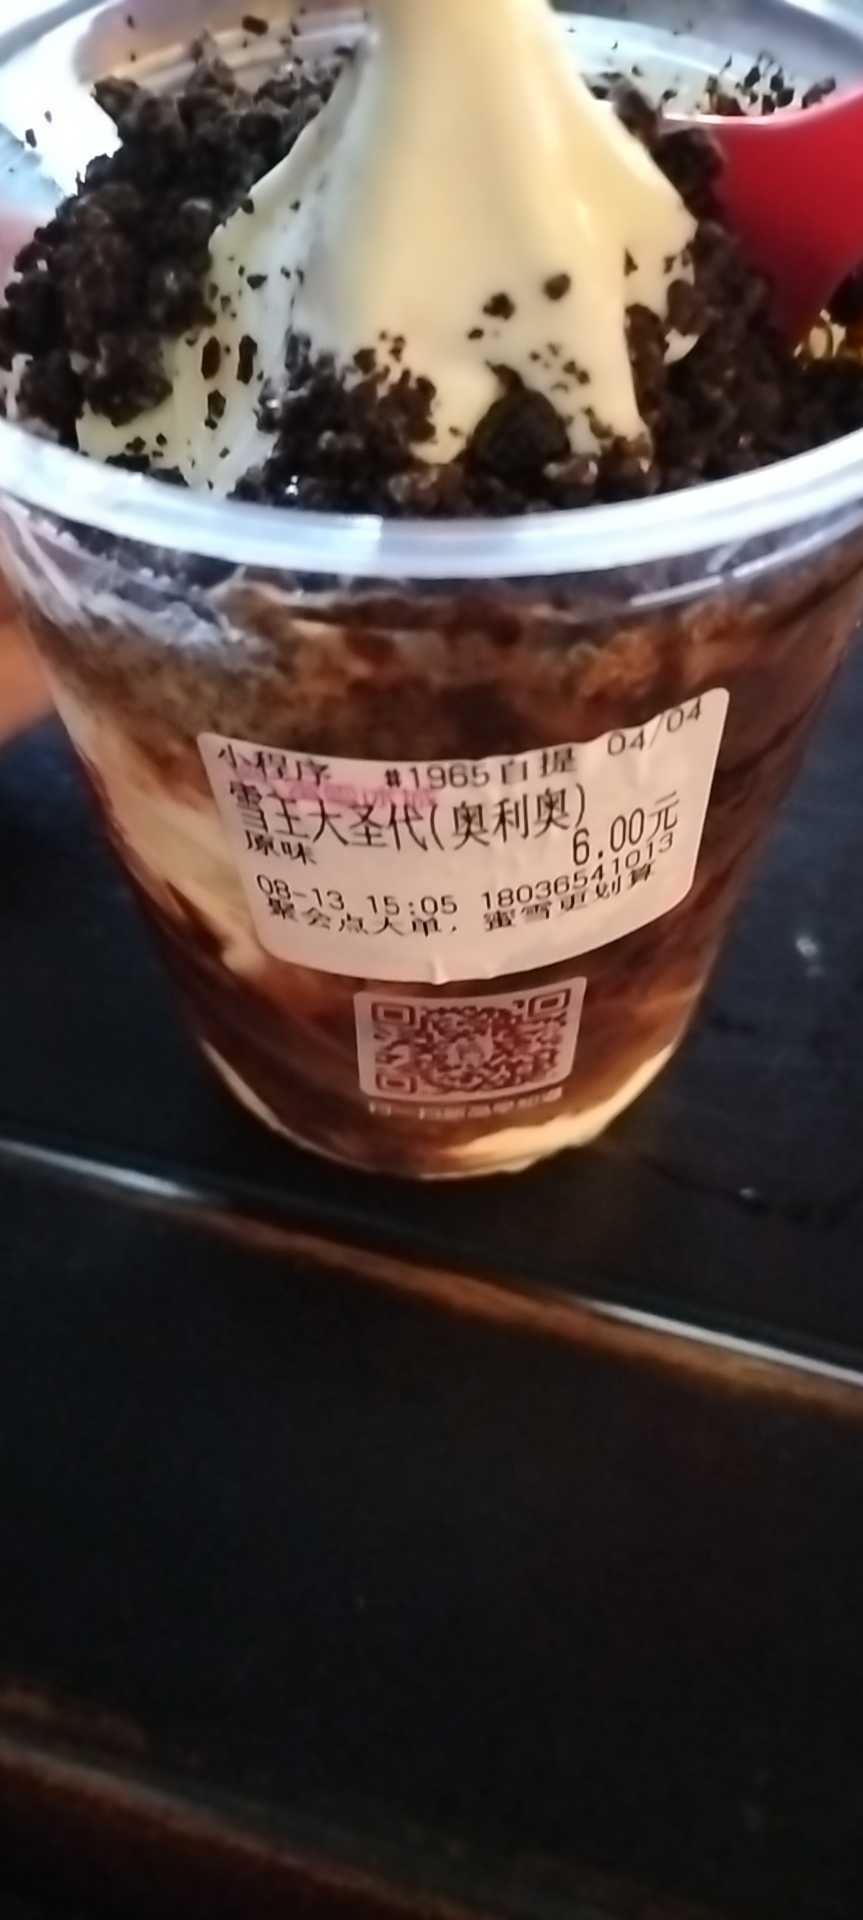 小程序 #1965自提 04/04
雪王大圣代(奥利奥)
原味 6.00元
08-13 15:05 18036541013
聚会点大单,蜜雪更划算